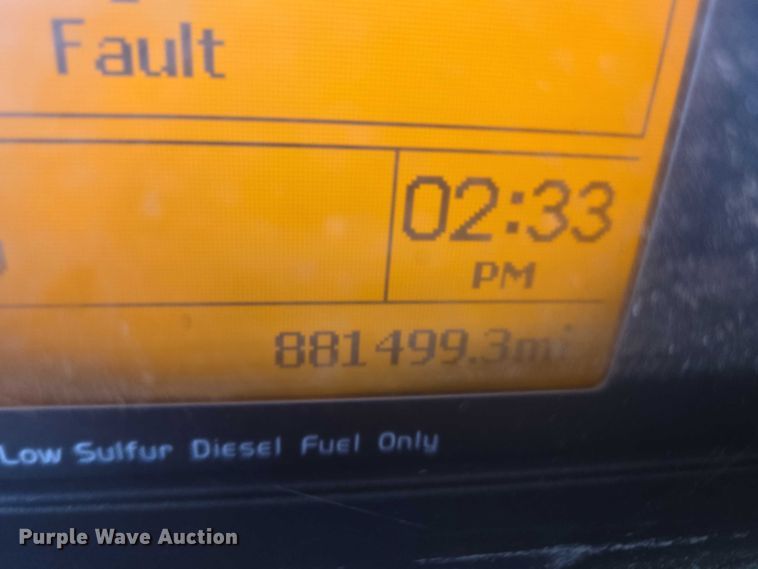 Fault
02:33
PM
881499.3mi
Low Sulfur Diesel Fuel Only
Purple Wave Auction